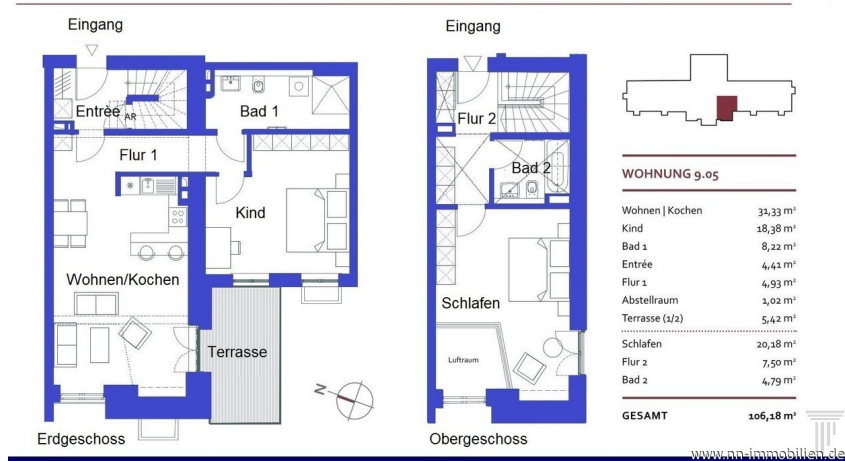 Eingang
Entrèe
AR
Bad 1
Flur 1
Kind
Wohnen/Kochen
Terrasse
N
Erdgeschoss
Eingang
Flur 2
Bad 2
Schlafen
Luftraum
Obergeschoss
WOHNUNG 9.05
Wohnen | Kochen 31,33 m²
Kind 18,38 m²
Bad 1 8,22 m²
Entrée 4,41 m²
Flur 1 4,93 m²
Abstellraum 1,02 m²
Terrasse (1/2) 5,42 m²
Schlafen 20,18 m²
Flur 2 7,50 m²
Bad 2 4,79 m²
GESAMT 106,18 m²
www.nn-immobilien.de